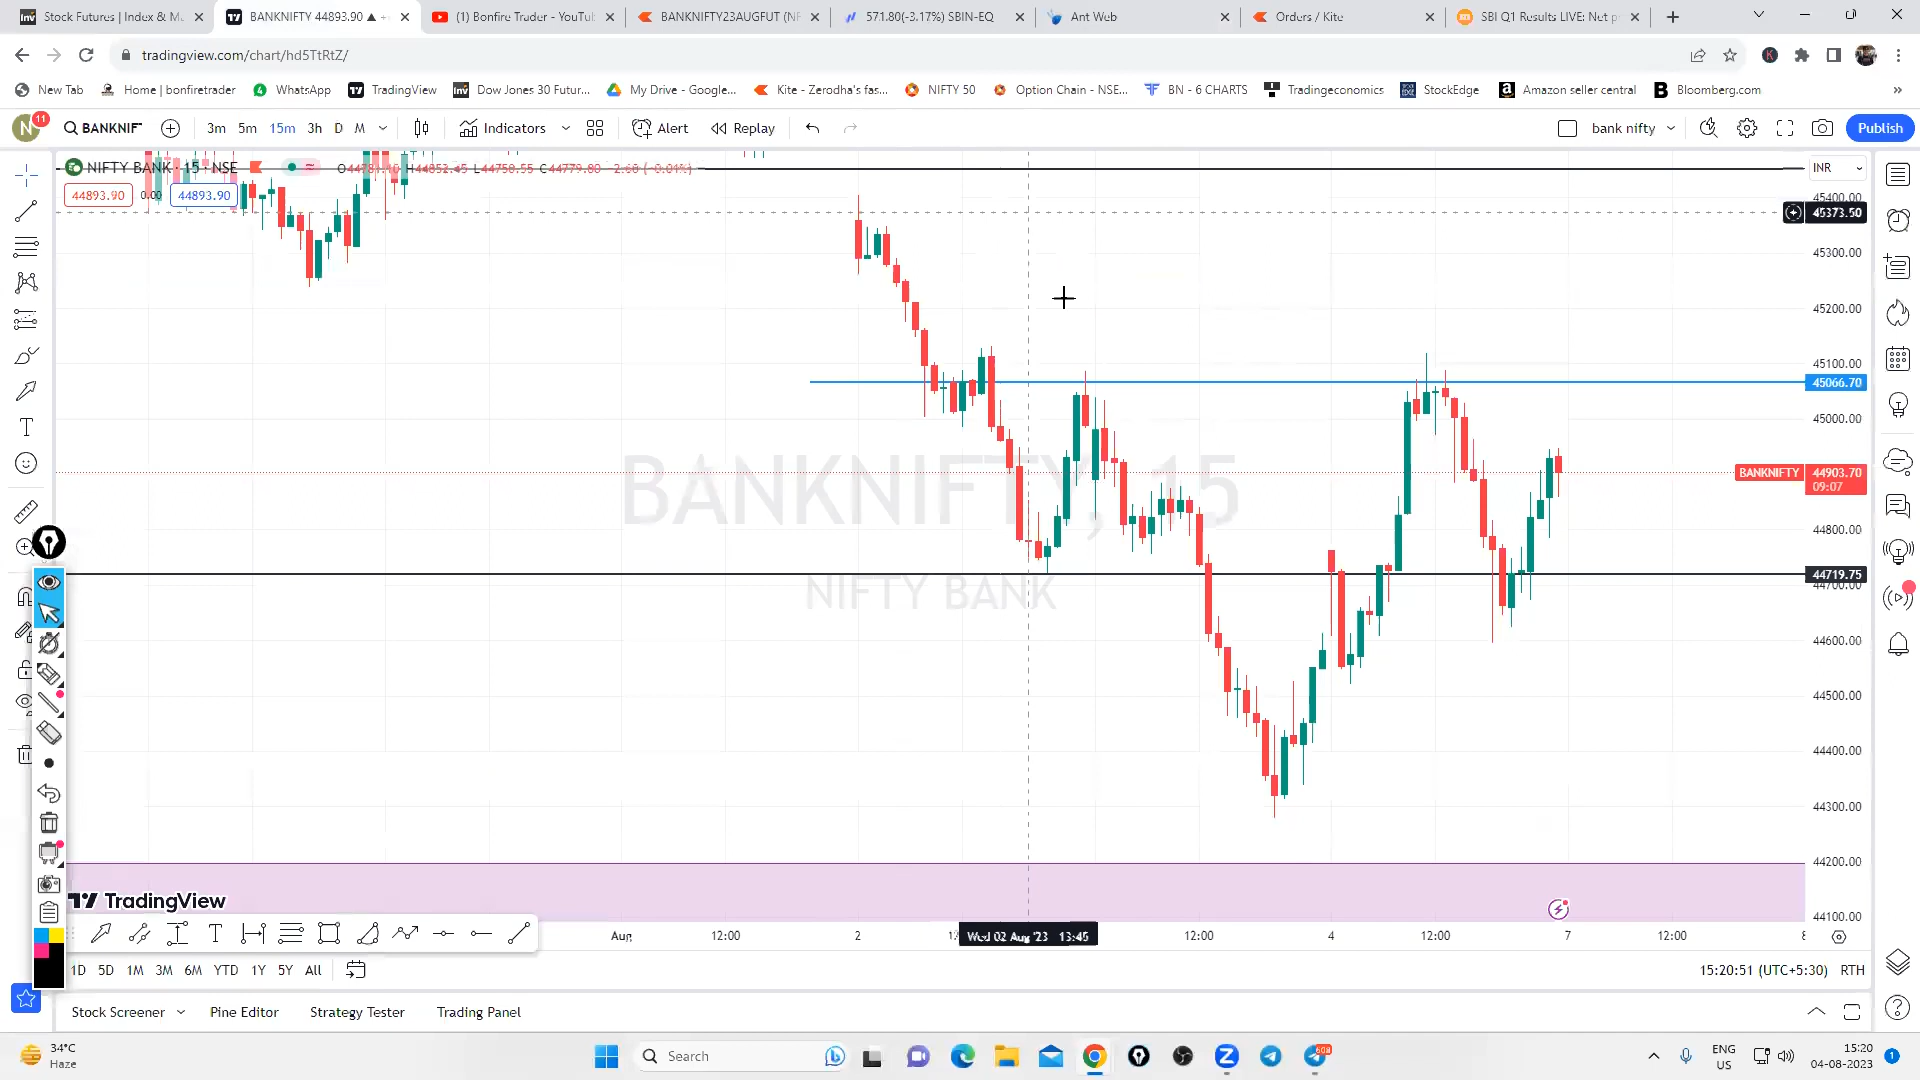 Stock Futures | Index & M
BANKNIFTY 44893.90 ▲ +
(1) Bonfire Trader - YouTu
BANKNIFTY23AUGFUT (NF
571.80(-3.17%) SBIN-EQ
Ant Web
Orders / Kite
SBI Q1 Results LIVE: Net p
tradingview.com/chart/hd5TtRtZ/
K
New Tab
Home | bonfiretrader
WhatsApp
TradingView
Dow Jones 30 Futur...
My Drive - Google...
Kite - Zerodha's fas...
NIFTY 50
Option Chain - NSE...
BN - 6 CHARTS
Tradingeconomics
StockEdge
Amazon seller central
Bloomberg.com
N
11
BANKNIF
3m
5m
15m
3h
D
M
Indicators
Alert
Replay
bank nifty
Publish
NIFTY BANK · 15 · NSE
INR
44893.90
0.00
44893.90
45400.00
45373.50
45300.00
45200.00
45100.00
45066.70
45000.00
BANKNIFTY, 15
NIFTY BANK
BANKNIFTY
44903.70
09:07
44800.00
44719.75
44700.00
44600.00
44500.00
44400.00
44300.00
44200.00
44100.00
TradingView
Aug
12:00
2
Wed 02 Aug '23 13:45
12:00
4
12:00
7
12:00
8
1D
5D
1M
3M
6M
YTD
1Y
5Y
All
15:20:51 (UTC+5:30)
RTH
Stock Screener
Pine Editor
Strategy Tester
Trading Panel
34°C
Haze
Search
608
ENG
US
15:20
04-08-2023
1